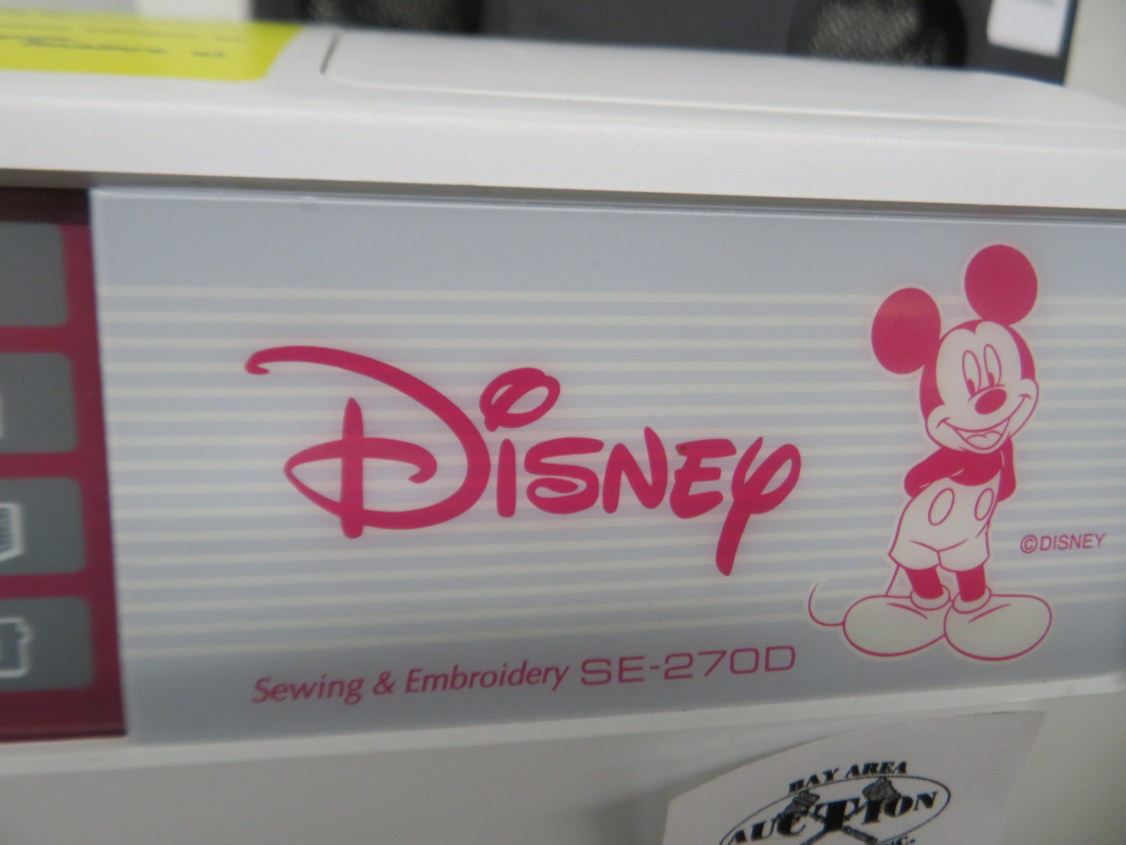 Disney
©DISNEY
Sewing & Embroidery SE-270D
BAY AREA
AUCTION